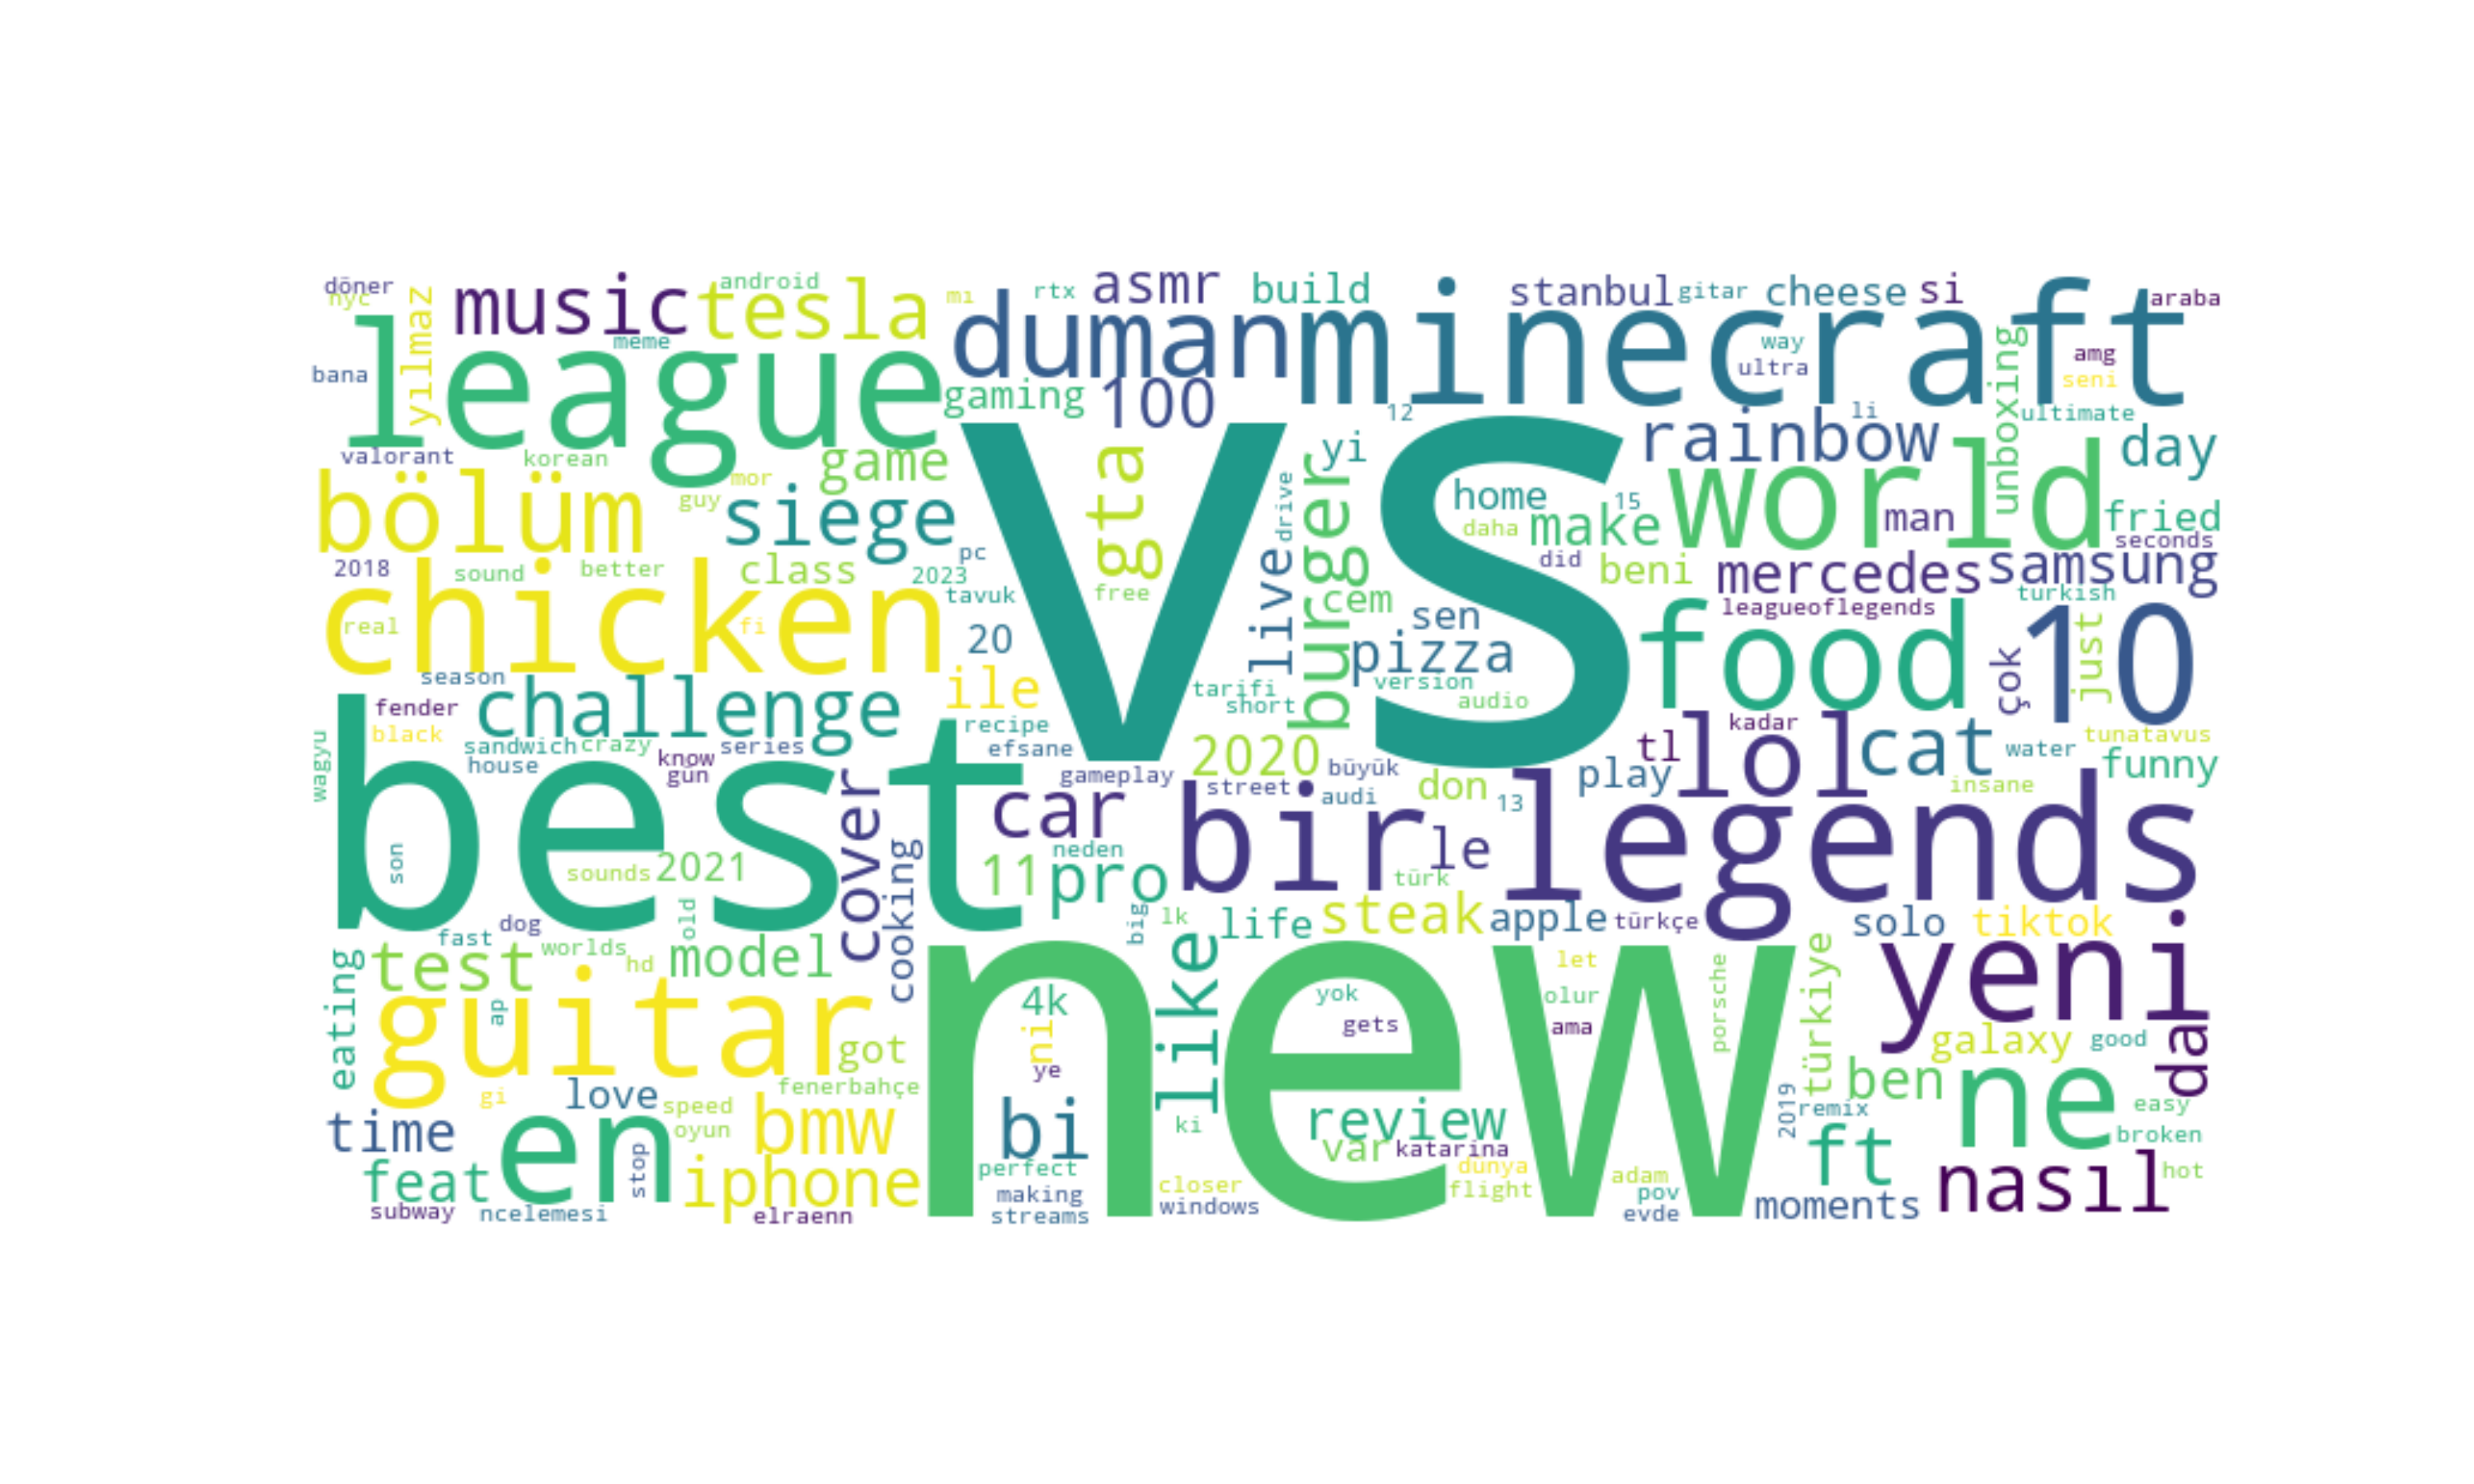 döner
nyc
yılmaz
music
android
tesla
mı
rtx
asmr
build
stanbul
gitar
cheese
si
araba
league
meme
bana
duman
minecraft
way
ultra
amg
seni
unboxing
ultimate
gaming
100
12
li
rainbow
valorant
korean
game
mor
guy
vs
gta
yi
drive
world
day
bölüm
siege
home
15
daha
make
man
fried
seconds
2018
sound
better
class
pc
2023
tavuk
free
did
beni
mercedes
samsung
turkish
leagueoflegends
chicken
real
fi
20
live
burger
cem
sen
pizza
food
10
just
çok
season
challenge
ile
tarifi
short
version
audio
fender
black
recipe
efsane
kadar
tl
lol
cat
water
tunatavus
funny
wagyu
sandwich
crazy
know
gün
series
house
best
gameplay
2020
büyük
don
play
insane
street
audi
13
car
bir
le
legends
cover
cooking
son
sounds
2021
11
neden
pro
türk
old
dog
fast
worlds
hd
big
lk
life
steak
apple
türkçe
solo
tiktok
eating
test
model
new
like
let
yok
olur
gets
ama
porsche
türkiye
yeni
guitar
ap
got
4k
ni
ye
galaxy
good
da
gi
love
speed
fenerbahçe
oyun
bmw
bi
ki
review
2019
remix
ben
ne
easy
time
en
var
katarina
ft
broken
feat
stop
iphone
perfect
making
streams
closer
windows
dünya
flight
adam
pov
evde
moments
nasıl
hot
subway
ncelemesi
elraenn